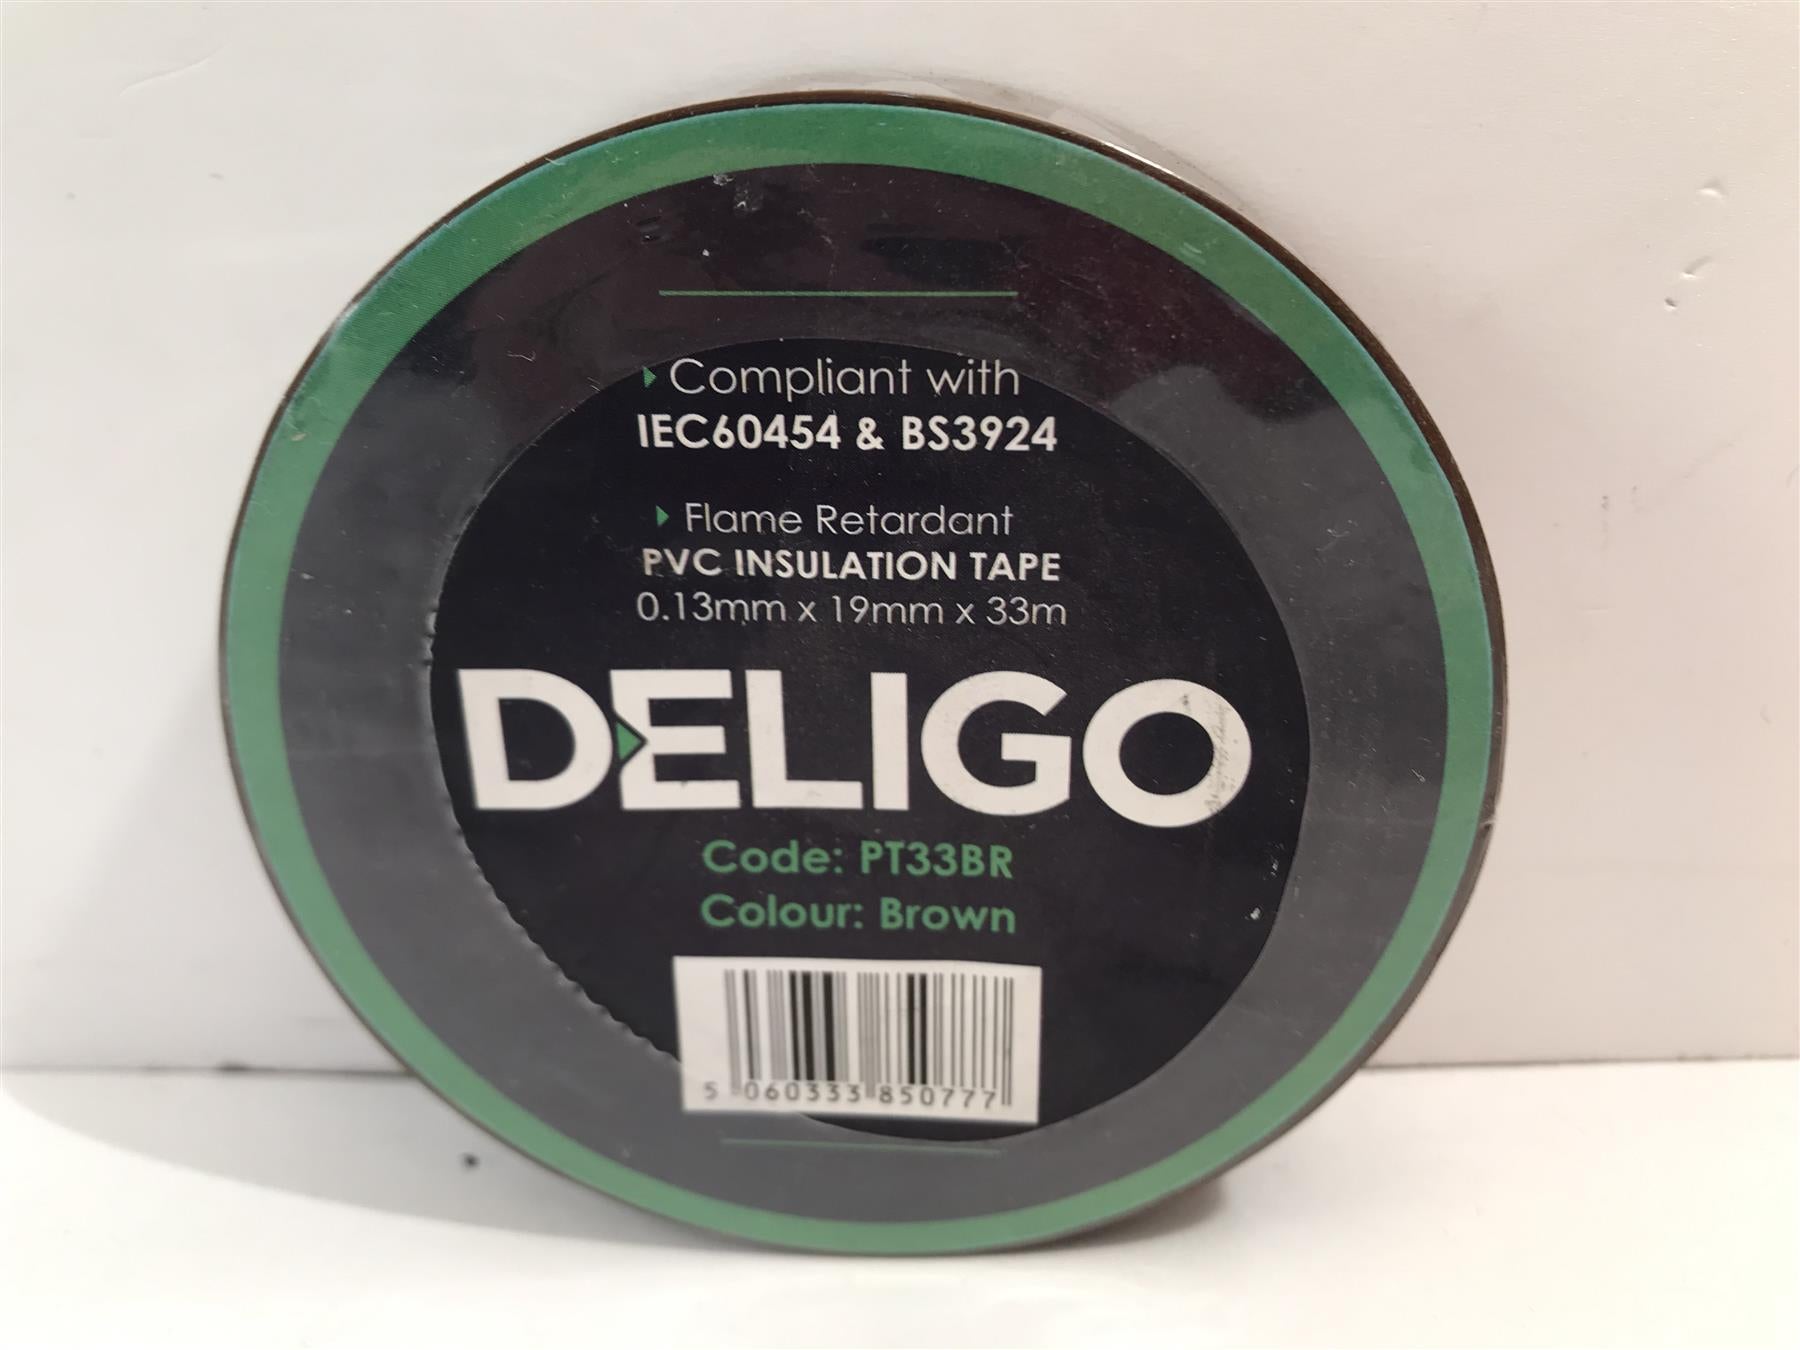 Compliant with
IEC60454 & BS3924
Flame Retardant
PVC INSULATION TAPE
0.13mm x 19mm x 33m
DELIGO
Code: PT33BR
Colour: Brown
5 060333 850777